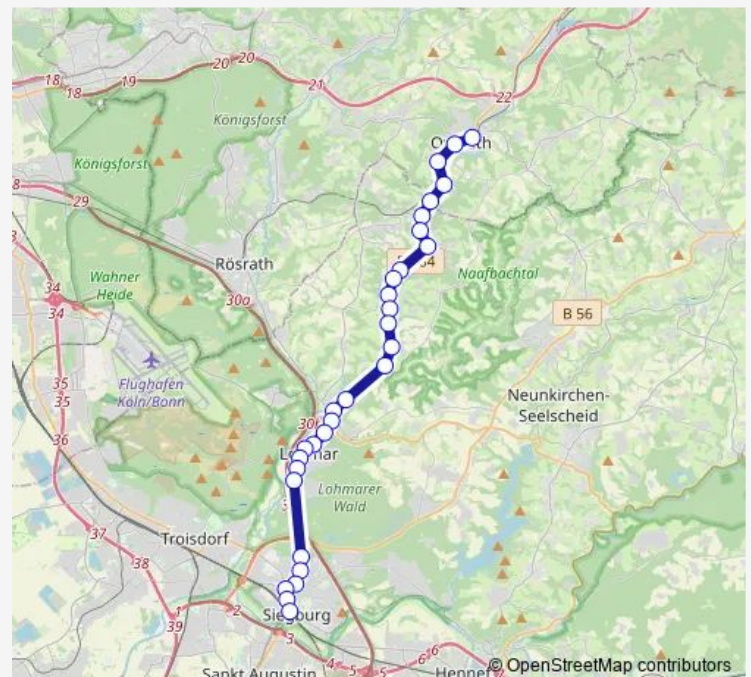 20 20
18 19
18
21
22
Königsforst
Königsforst
29
Rösrath
34
34
Wahner
Heide
30a
Naafbachtal
B 56
Flughafen
Köln/Bonn
35
35
36
Neunkirchen-
Seelscheid
Lohmarer
Wald
37
38
Troisdorf
39
1
2
Siegburg
3
Sankt Augustin
4
5
5
6
6
Hennef
© OpenStreetMap contributors